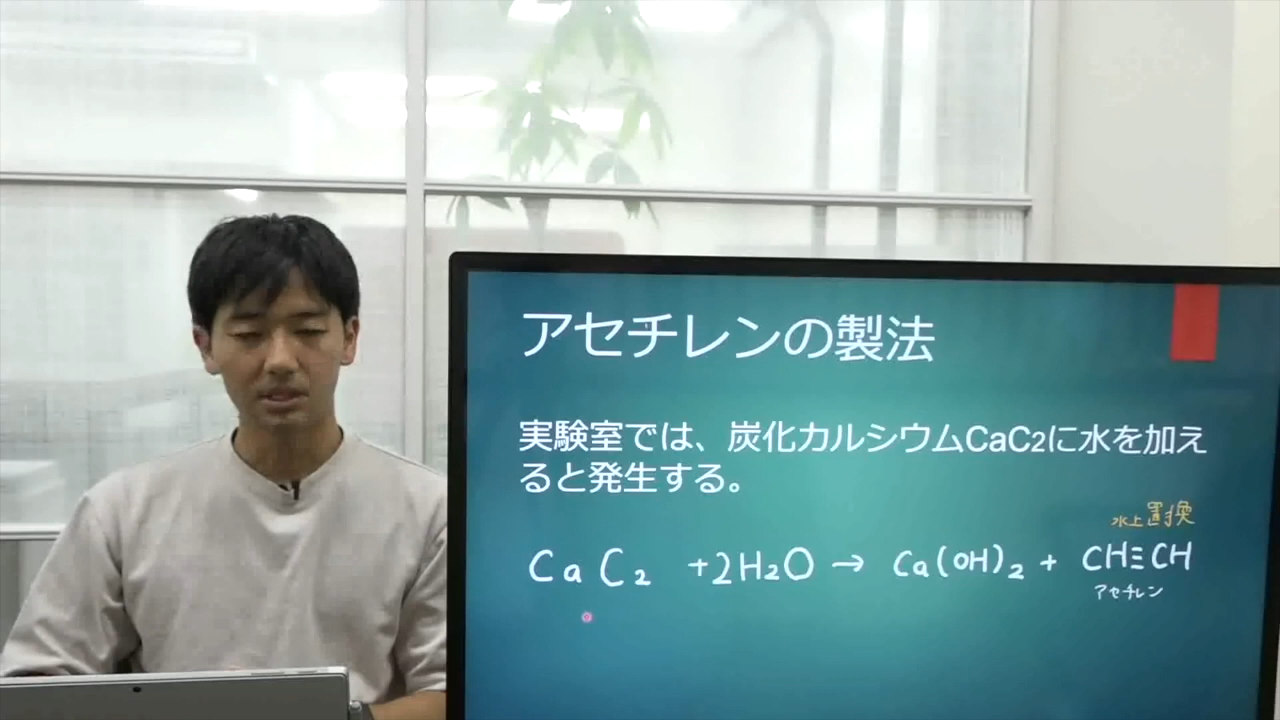 アセチレンの製法
実験室では、炭化カルシウムCaC2に水を加え
ると発生する。
水上置換
CaC2 +2H2O → Ca(OH)2 + CH≡CH
アセチレン